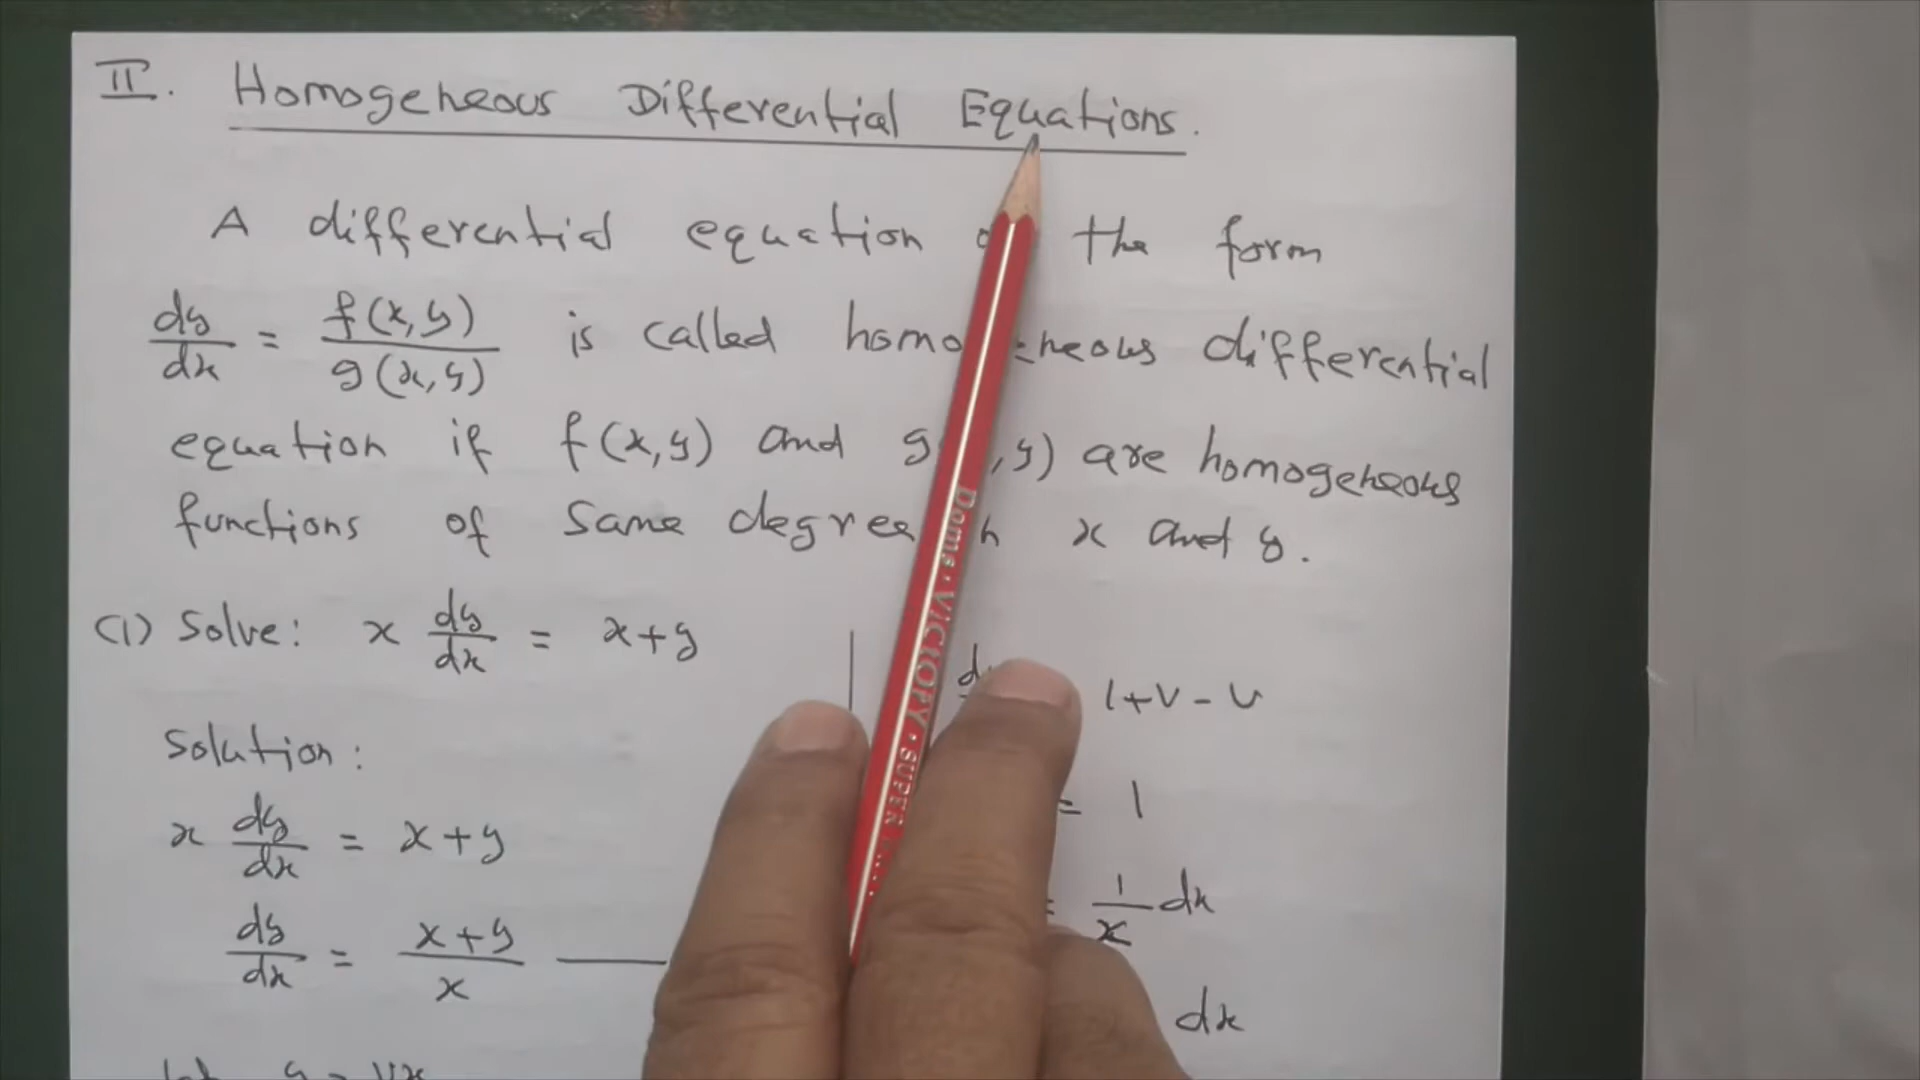 II. Homogeneous Differential Equations.
A differential equation the form
dy/dx = f(x,y)/g(x,y) is called differential
equation if f(x,y) and ,y) are homogeneous
functions of same degree x and y.
(1) Solve: x dy/dx = x+y
Solution:
x dy/dx = x+y
dy/dx = x+y/x
y = vx
1+v-v
= 1
= 1/x dx
dx
Doms · VICTORY · SUPER